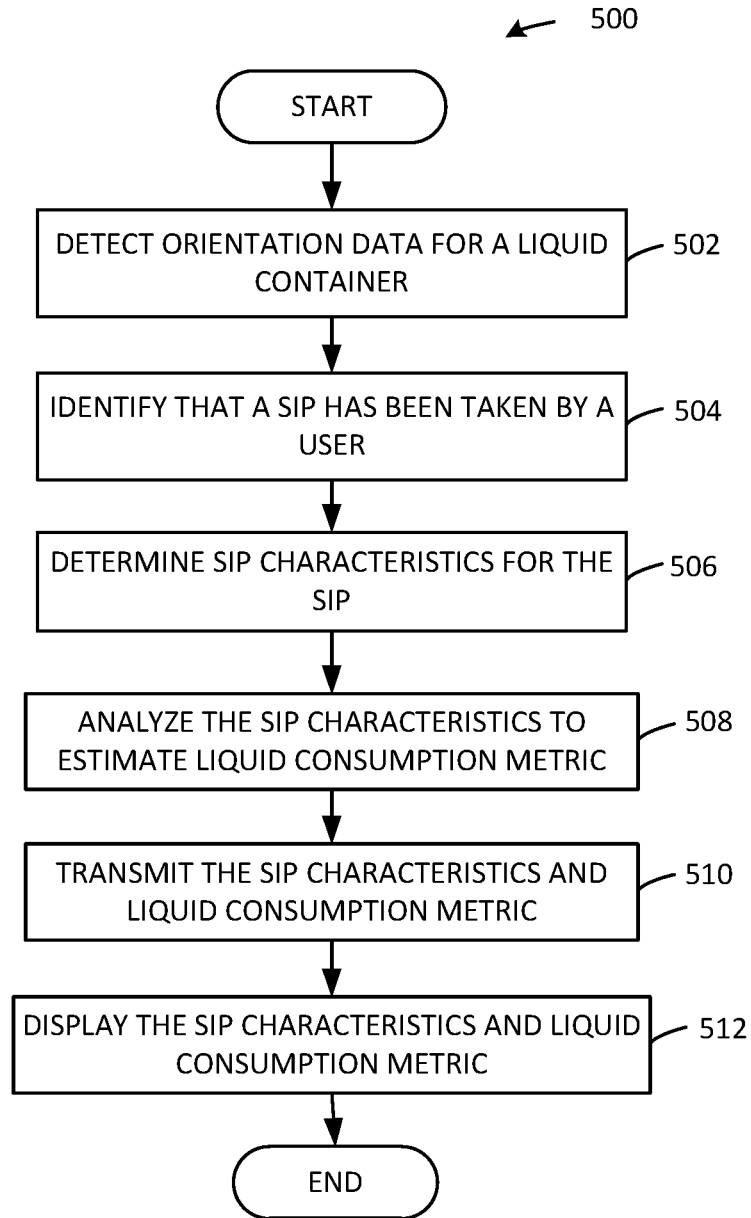 500
START
DETECT ORIENTATION DATA FOR A LIQUID
CONTAINER
502
IDENTIFY THAT A SIP HAS BEEN TAKEN BY A
USER
504
DETERMINE SIP CHARACTERISTICS FOR THE
SIP
506
ANALYZE THE SIP CHARACTERISTICS TO
ESTIMATE LIQUID CONSUMPTION METRIC
508
TRANSMIT THE SIP CHARACTERISTICS AND
LIQUID CONSUMPTION METRIC
510
DISPLAY THE SIP CHARACTERISTICS AND LIQUID
CONSUMPTION METRIC
512
END